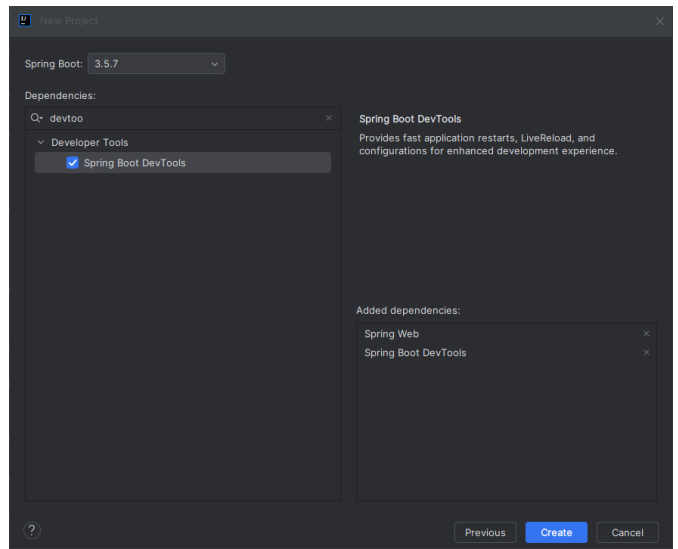 New Project
Spring Boot: 3.5.7
Dependencies:
devtoo
Developer Tools
Spring Boot DevTools
Spring Boot DevTools
Provides fast application restarts, LiveReload, and
configurations for enhanced development experience.
Added dependencies:
Spring Web
Spring Boot DevTools
?
Previous
Create
Cancel